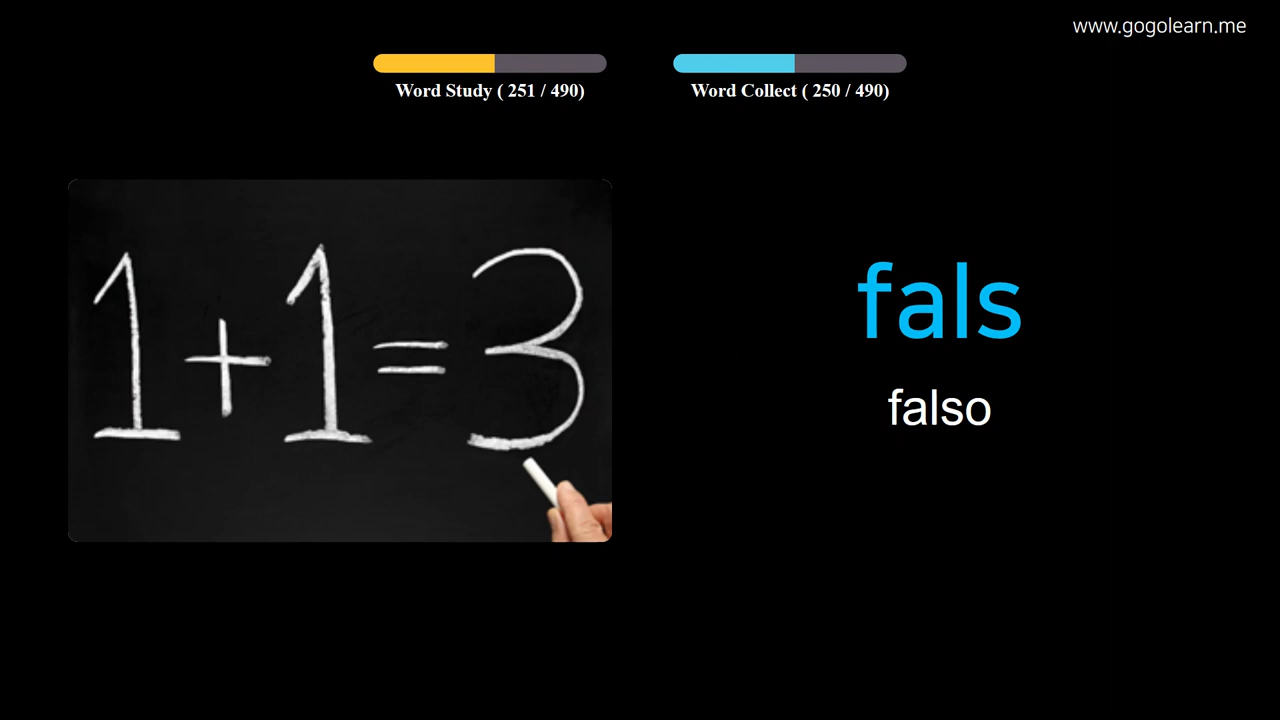 www.gogolearn.me
Word Study ( 251 / 490)
Word Collect ( 250 / 490)
1 + 1 = 3
fals
falso